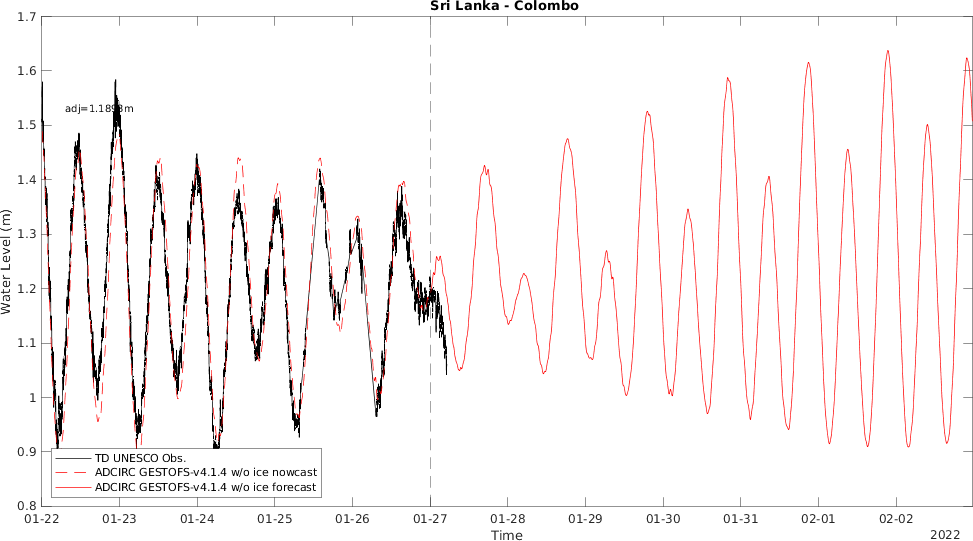 Sri Lanka - Colombo
1.7
1.6
1.5
1.4
1.3
1.2
1.1
1
0.9
0.8
Water Level (m)
adj=1.1898m
TD UNESCO Obs.
ADCIRC GESTOFS-v4.1.4 w/o ice nowcast
ADCIRC GESTOFS-v4.1.4 w/o ice forecast
01-22 01-23 01-24 01-25 01-26 01-27 01-28 01-29 01-30 01-31 02-01 02-02
Time
2022